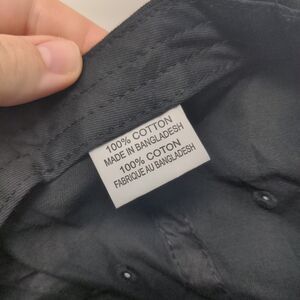 100% COTTON
MADE IN BANGLADESH
100% COTON
FABRIQUE AU BANGLADESH